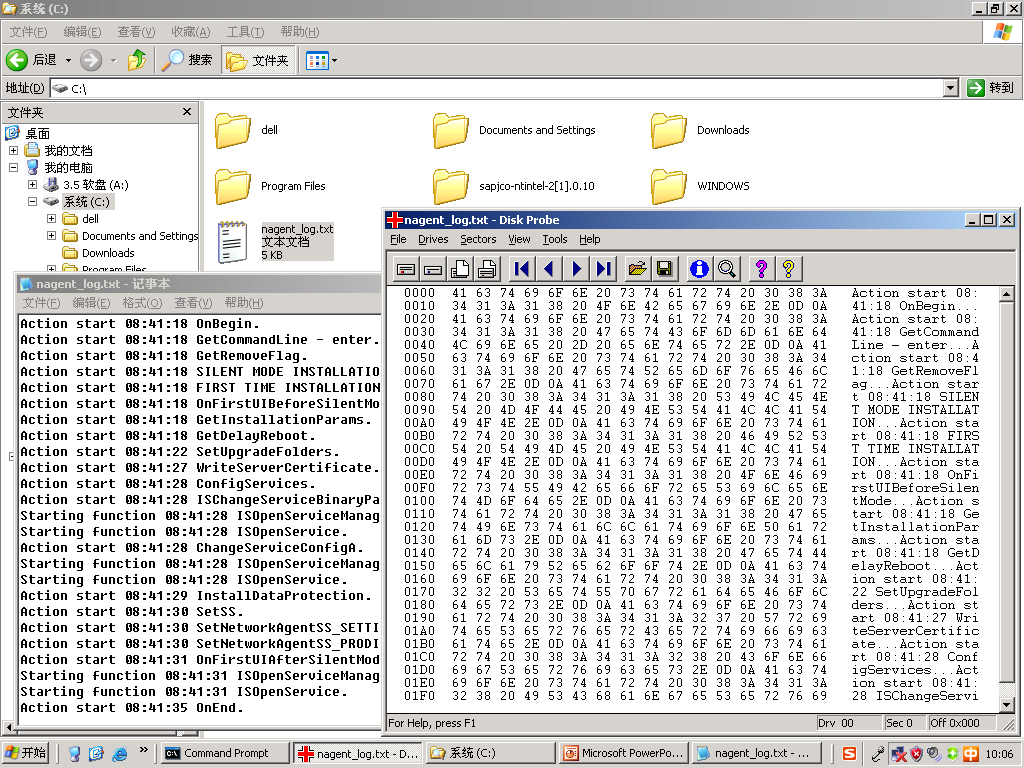 系统 (C:)
文件(F) 编辑(E) 查看(V) 收藏(A) 工具(T) 帮助(H)
后退 搜索 文件夹
地址(D) C:\ 转到
文件夹
桌面
我的文档
我的电脑
3.5 软盘 (A:)
系统 (C:)
dell
Documents and Settings
Downloads
Program Files
dell Documents and Settings Downloads
Program Files sapjco-ntintel-2[1].0.10 WINDOWS
nagent_log.txt
文本文档
5 KB
nagent_log.txt - 记事本
文件(F) 编辑(E) 格式(O) 查看(V) 帮助(H)
Action start 08:41:18 OnBegin.
Action start 08:41:18 GetCommandLine - enter.
Action start 08:41:18 GetRemoveFlag.
Action start 08:41:18 SILENT MODE INSTALLATIO
Action start 08:41:18 FIRST TIME INSTALLATION
Action start 08:41:18 OnFirstUIBeforeSilentMo
Action start 08:41:18 GetInstallationParams.
Action start 08:41:18 GetDelayReboot.
Action start 08:41:22 SetUpgradeFolders.
Action start 08:41:27 WriteServerCertificate.
Action start 08:41:28 ConfigServices.
Action start 08:41:28 ISChangeServiceBinaryPa
Starting function 08:41:28 ISOpenServiceManag
Starting function 08:41:28 ISOpenService.
Action start 08:41:28 ChangeServiceConfigA.
Starting function 08:41:28 ISOpenServiceManag
Starting function 08:41:28 ISOpenService.
Action start 08:41:29 InstallDataProtection.
Action start 08:41:30 SetSS.
Action start 08:41:30 SetNetworkAgentSS_SETTI
Action start 08:41:30 SetNetworkAgentSS_PRODI
Action start 08:41:31 OnFirstUIAfterSilentMod
Starting function 08:41:31 ISOpenServiceManag
Starting function 08:41:31 ISOpenService.
Action start 08:41:35 OnEnd.
nagent_log.txt - Disk Probe
File Drives Sectors View Tools Help
0000 41 63 74 69 6F 6E 20 73 74 61 72 74 20 30 38 3A Action start 08:
0010 34 31 3A 31 38 20 4F 6E 42 65 67 69 6E 2E 0D 0A 41:18 OnBegin...
0020 41 63 74 69 6F 6E 20 73 74 61 72 74 20 30 38 3A Action start 08:
0030 34 31 3A 31 38 20 47 65 74 43 6F 6D 6D 61 6E 64 41:18 GetCommand
0040 4C 69 6E 65 20 2D 20 65 6E 74 65 72 2E 0D 0A 41 Line - enter...A
0050 63 74 69 6F 6E 20 73 74 61 72 74 20 30 38 3A 34 ction start 08:4
0060 31 3A 31 38 20 47 65 74 52 65 6D 6F 76 65 46 6C 1:18 GetRemoveFl
0070 61 67 2E 0D 0A 41 63 74 69 6F 6E 20 73 74 61 72 ag...Action star
0080 74 20 30 38 3A 34 31 3A 31 38 20 53 49 4C 45 4E t 08:41:18 SILEN
0090 54 20 4D 4F 44 45 20 49 4E 53 54 41 4C 4C 41 54 T MODE INSTALLAT
00A0 49 4F 4E 2E 0D 0A 41 63 74 69 6F 6E 20 73 74 61 ION...Action sta
00B0 72 74 20 30 38 3A 34 31 3A 31 38 20 46 49 52 53 rt 08:41:18 FIRS
00C0 54 20 54 49 4D 45 20 49 4E 53 54 41 4C 4C 41 54 T TIME INSTALLAT
00D0 49 4F 4E 2E 0D 0A 41 63 74 69 6F 6E 20 73 74 61 ION...Action sta
00E0 72 74 20 30 38 3A 34 31 3A 31 38 20 4F 6E 46 69 rt 08:41:18 OnFi
00F0 72 73 74 55 49 42 65 66 6F 72 65 53 69 6C 65 6E rstUIBeforeSilen
0100 74 4D 6F 64 65 2E 0D 0A 41 63 74 69 6F 6E 20 73 tMode...Action s
0110 74 61 72 74 20 30 38 3A 34 31 3A 31 38 20 47 65 tart 08:41:18 Ge
0120 74 49 6E 73 74 61 6C 6C 61 74 69 6F 6E 50 61 72 tInstallationPar
0130 61 6D 73 2E 0D 0A 41 63 74 69 6F 6E 20 73 74 61 ams...Action sta
0140 72 74 20 30 38 3A 34 31 3A 31 38 20 47 65 74 44 rt 08:41:18 GetD
0150 65 6C 61 79 52 65 62 6F 6F 74 2E 0D 0A 41 63 74 elayReboot...Act
0160 69 6F 6E 20 73 74 61 72 74 20 30 38 3A 34 31 3A ion start 08:41:
0170 32 32 20 53 65 74 55 70 67 72 61 64 65 46 6F 6C 22 SetUpgradeFol
0180 64 65 72 73 2E 0D 0A 41 63 74 69 6F 6E 20 73 74 ders...Action st
0190 61 72 74 20 30 38 3A 34 31 3A 32 37 20 57 72 69 art 08:41:27 Wri
01A0 74 65 53 65 72 76 65 72 43 65 72 74 69 66 69 63 teServerCertific
01B0 61 74 65 2E 0D 0A 41 63 74 69 6F 6E 20 73 74 61 ate...Action sta
01C0 72 74 20 30 38 3A 34 31 3A 32 38 20 43 6F 6E 66 rt 08:41:28 Conf
01D0 69 67 53 65 72 76 69 63 65 73 2E 0D 0A 41 63 74 igServices...Act
01E0 69 6F 6E 20 73 74 61 72 74 20 30 38 3A 34 31 3A ion start 08:41:
01F0 32 38 20 49 53 43 68 61 6E 67 65 53 65 72 76 69 28 ISChangeServi
For Help, press F1 Drv 00 Sec 0 Off 0x000
开始 Command Prompt nagent_log.txt - D... 系统 (C:) Microsoft PowerPo... nagent_log.txt - ... 中 10:06